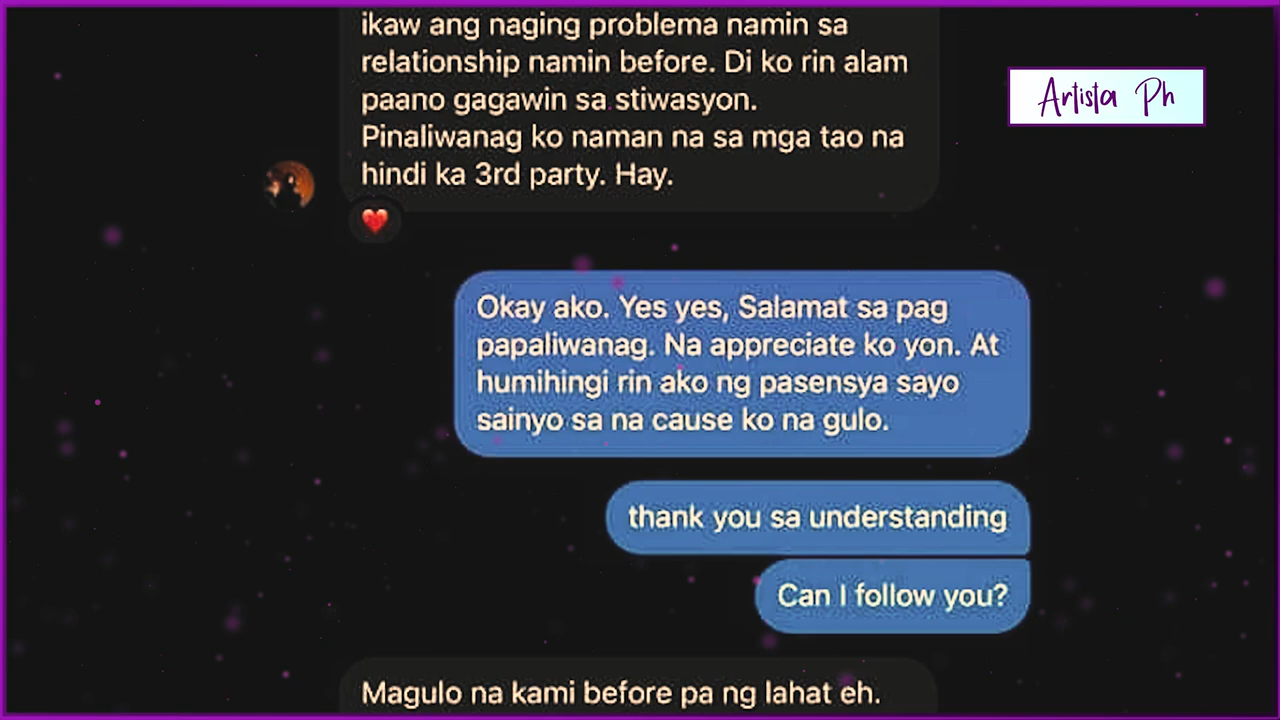 ikaw ang naging problema namin sa
relationship namin before. Di ko rin alam
paano gagawin sa stiwasyon.
Pinaliwanag ko naman na sa mga tao na
hindi ka 3rd party. Hay.
Artista Ph
Okay ako. Yes yes, Salamat sa pag
papaliwanag. Na appreciate ko yon. At
humihingi rin ako ng pasensya sayo
sainyo sa na cause ko na gulo.
thank you sa understanding
Can I follow you?
Magulo na kami before pa ng lahat eh.